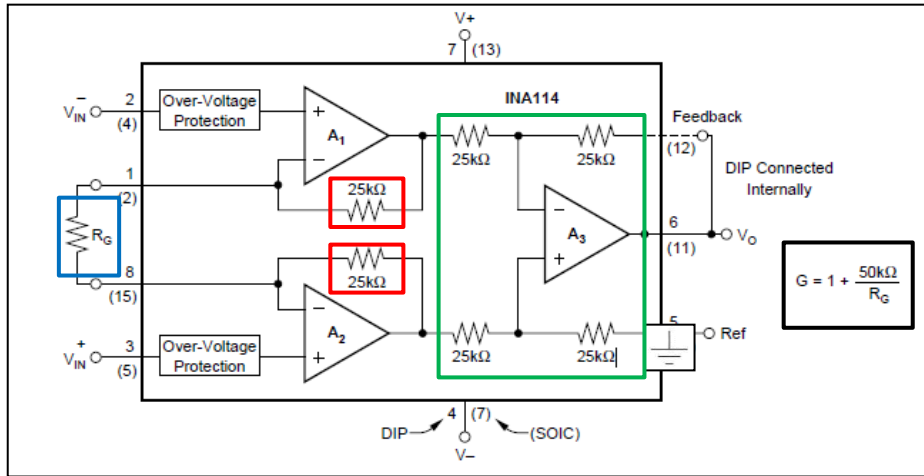 V+
7 (13)
INA114
V̅IN
2
(4)
Over-Voltage
Protection
+
A1
−
25kΩ
25kΩ
25kΩ
Feedback
(12)
DIP Connected
Internally
1
(2)
RG
−
A3
+
6
(11)
VO
G = 1 + 50kΩ
RG
8
(15)
25kΩ
−
A2
+
25kΩ
25kΩ
5
Ref
V+IN
3
(5)
Over-Voltage
Protection
DIP
4 (7)
(SOIC)
V−